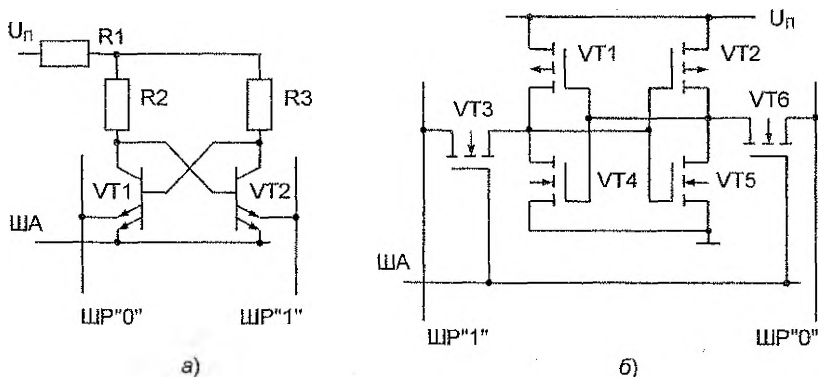 Uп
R1
R2
R3
VT1
VT2
ША
ШР"0"
ШР"1"
а)
Uп
VT1
VT2
VT3
VT6
VT4
VT5
ША
ШР"1"
ШР"0"
б)